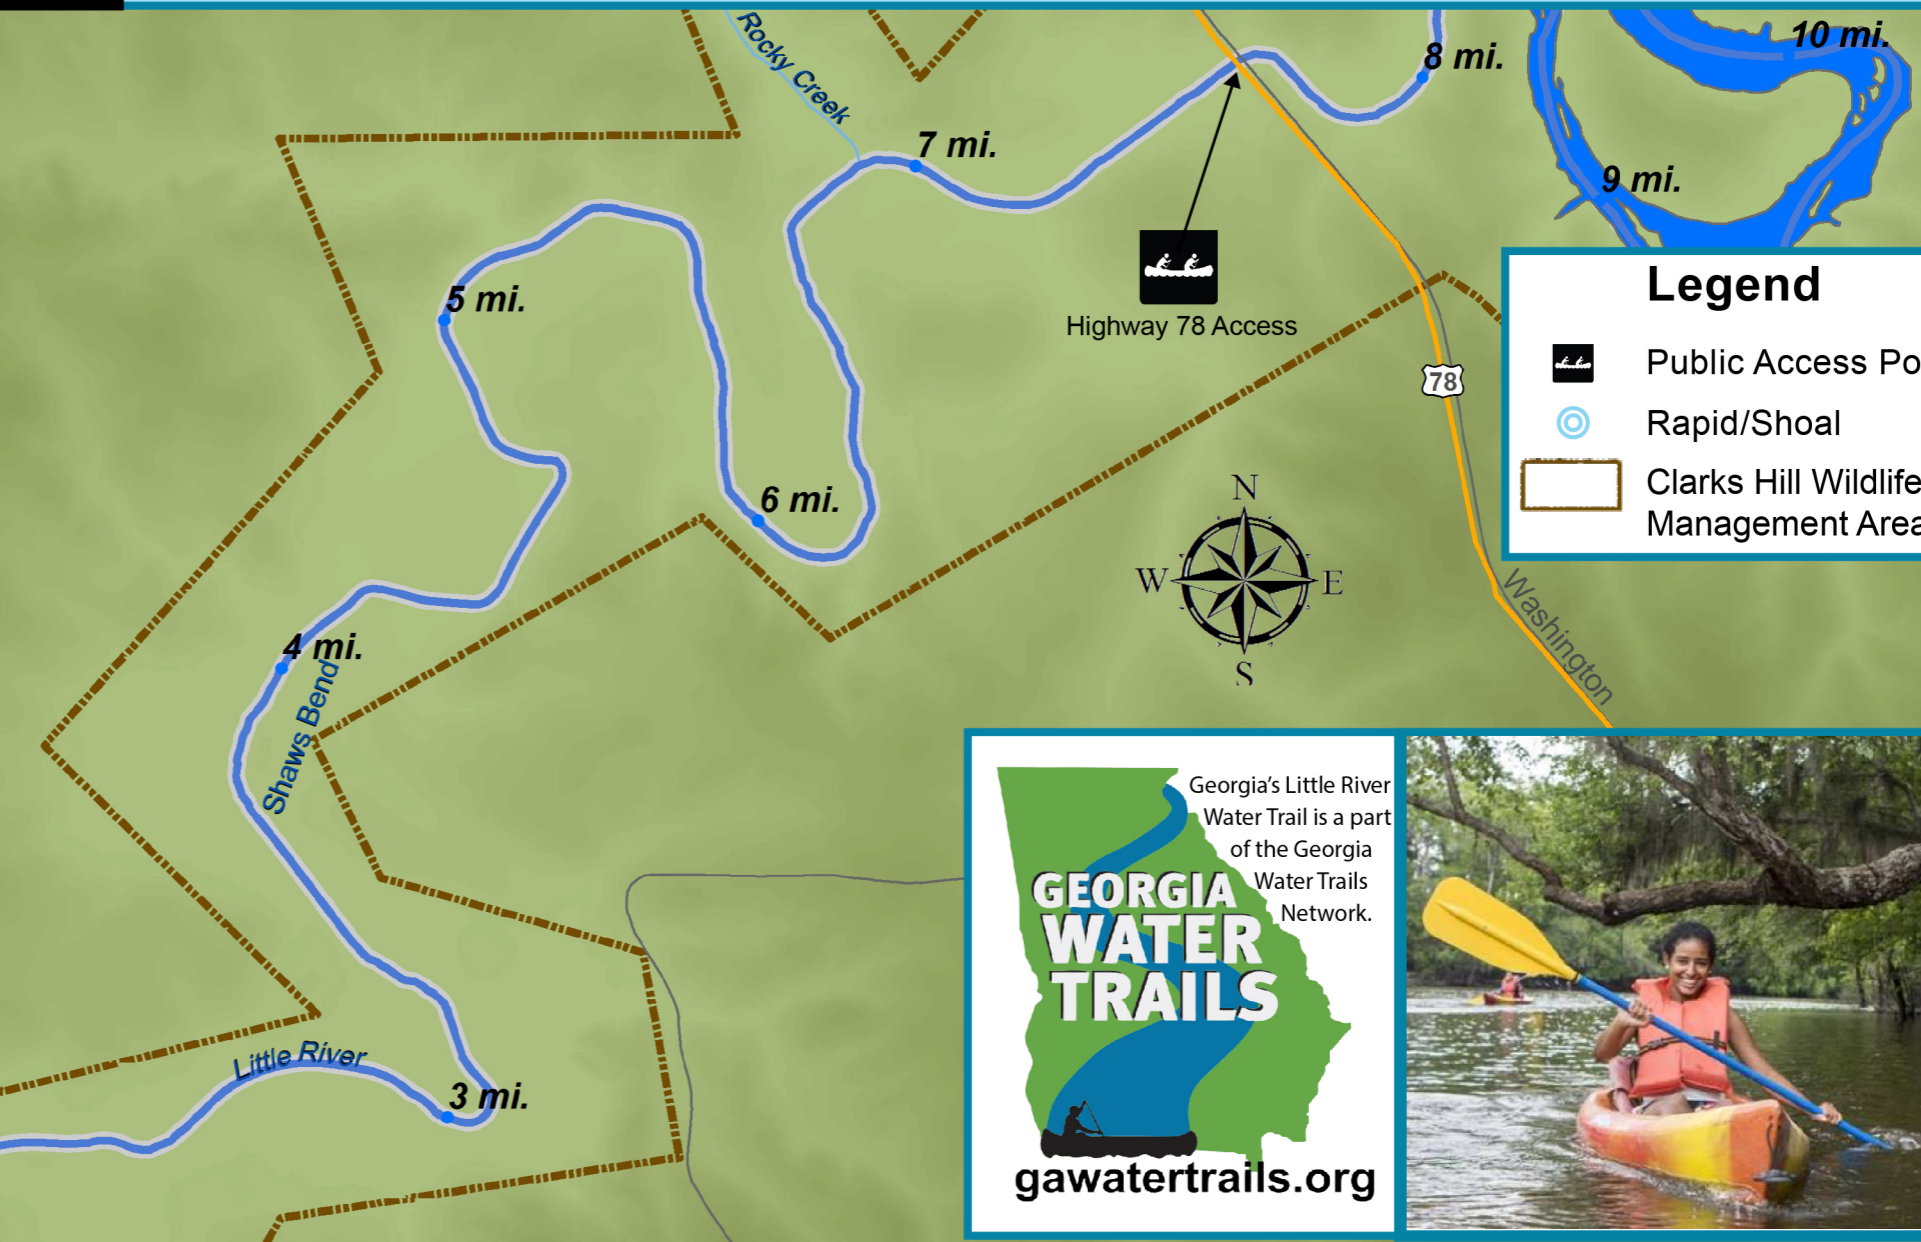 Rocky Creek
10 mi.
8 mi.
7 mi.
9 mi.
5 mi.
Highway 78 Access
78
6 mi.
Legend
Public Access Po
Rapid/Shoal
Clarks Hill Wildlife
Management Area
N
W
E
S
Washington
4 mi.
Shaws Bend
Little River
3 mi.
Georgia's Little River
Water Trail is a part
of the Georgia
Water Trails
Network.
GEORGIA
WATER
TRAILS
gawatertrails.org